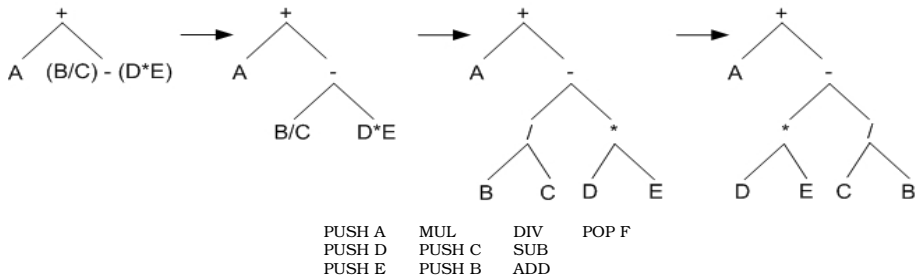 + + + +
A (B/C) - (D*E) A - A - A -
B/C D*E / * * /
B C D E D E C B
PUSH A MUL DIV POP F
PUSH D PUSH C SUB
PUSH E PUSH B ADD